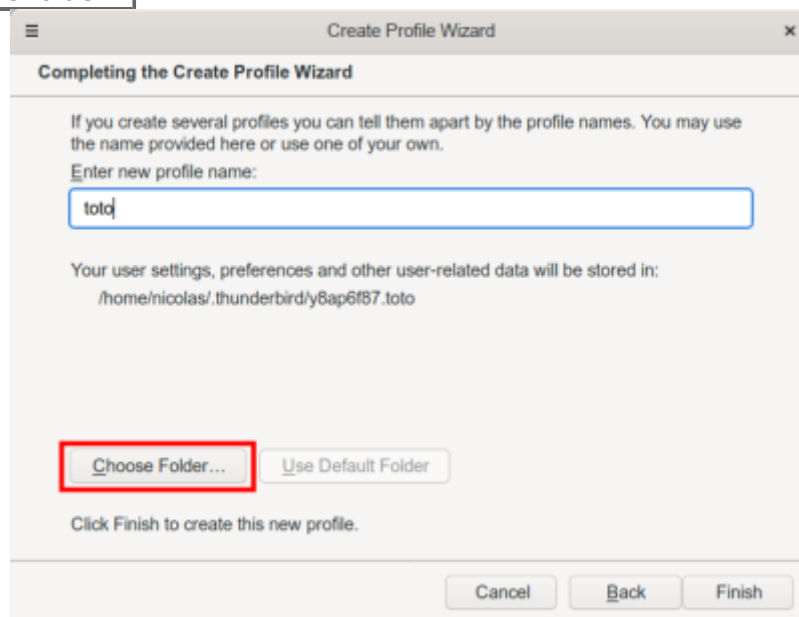 Create Profile Wizard
Completing the Create Profile Wizard
If you create several profiles you can tell them apart by the profile names. You may use
the name provided here or use one of your own.
Enter new profile name:
toto
Your user settings, preferences and other user-related data will be stored in:
/home/nicolas/.thunderbird/y8ap6f87.toto
Choose Folder... Use Default Folder
Click Finish to create this new profile.
Cancel Back Finish